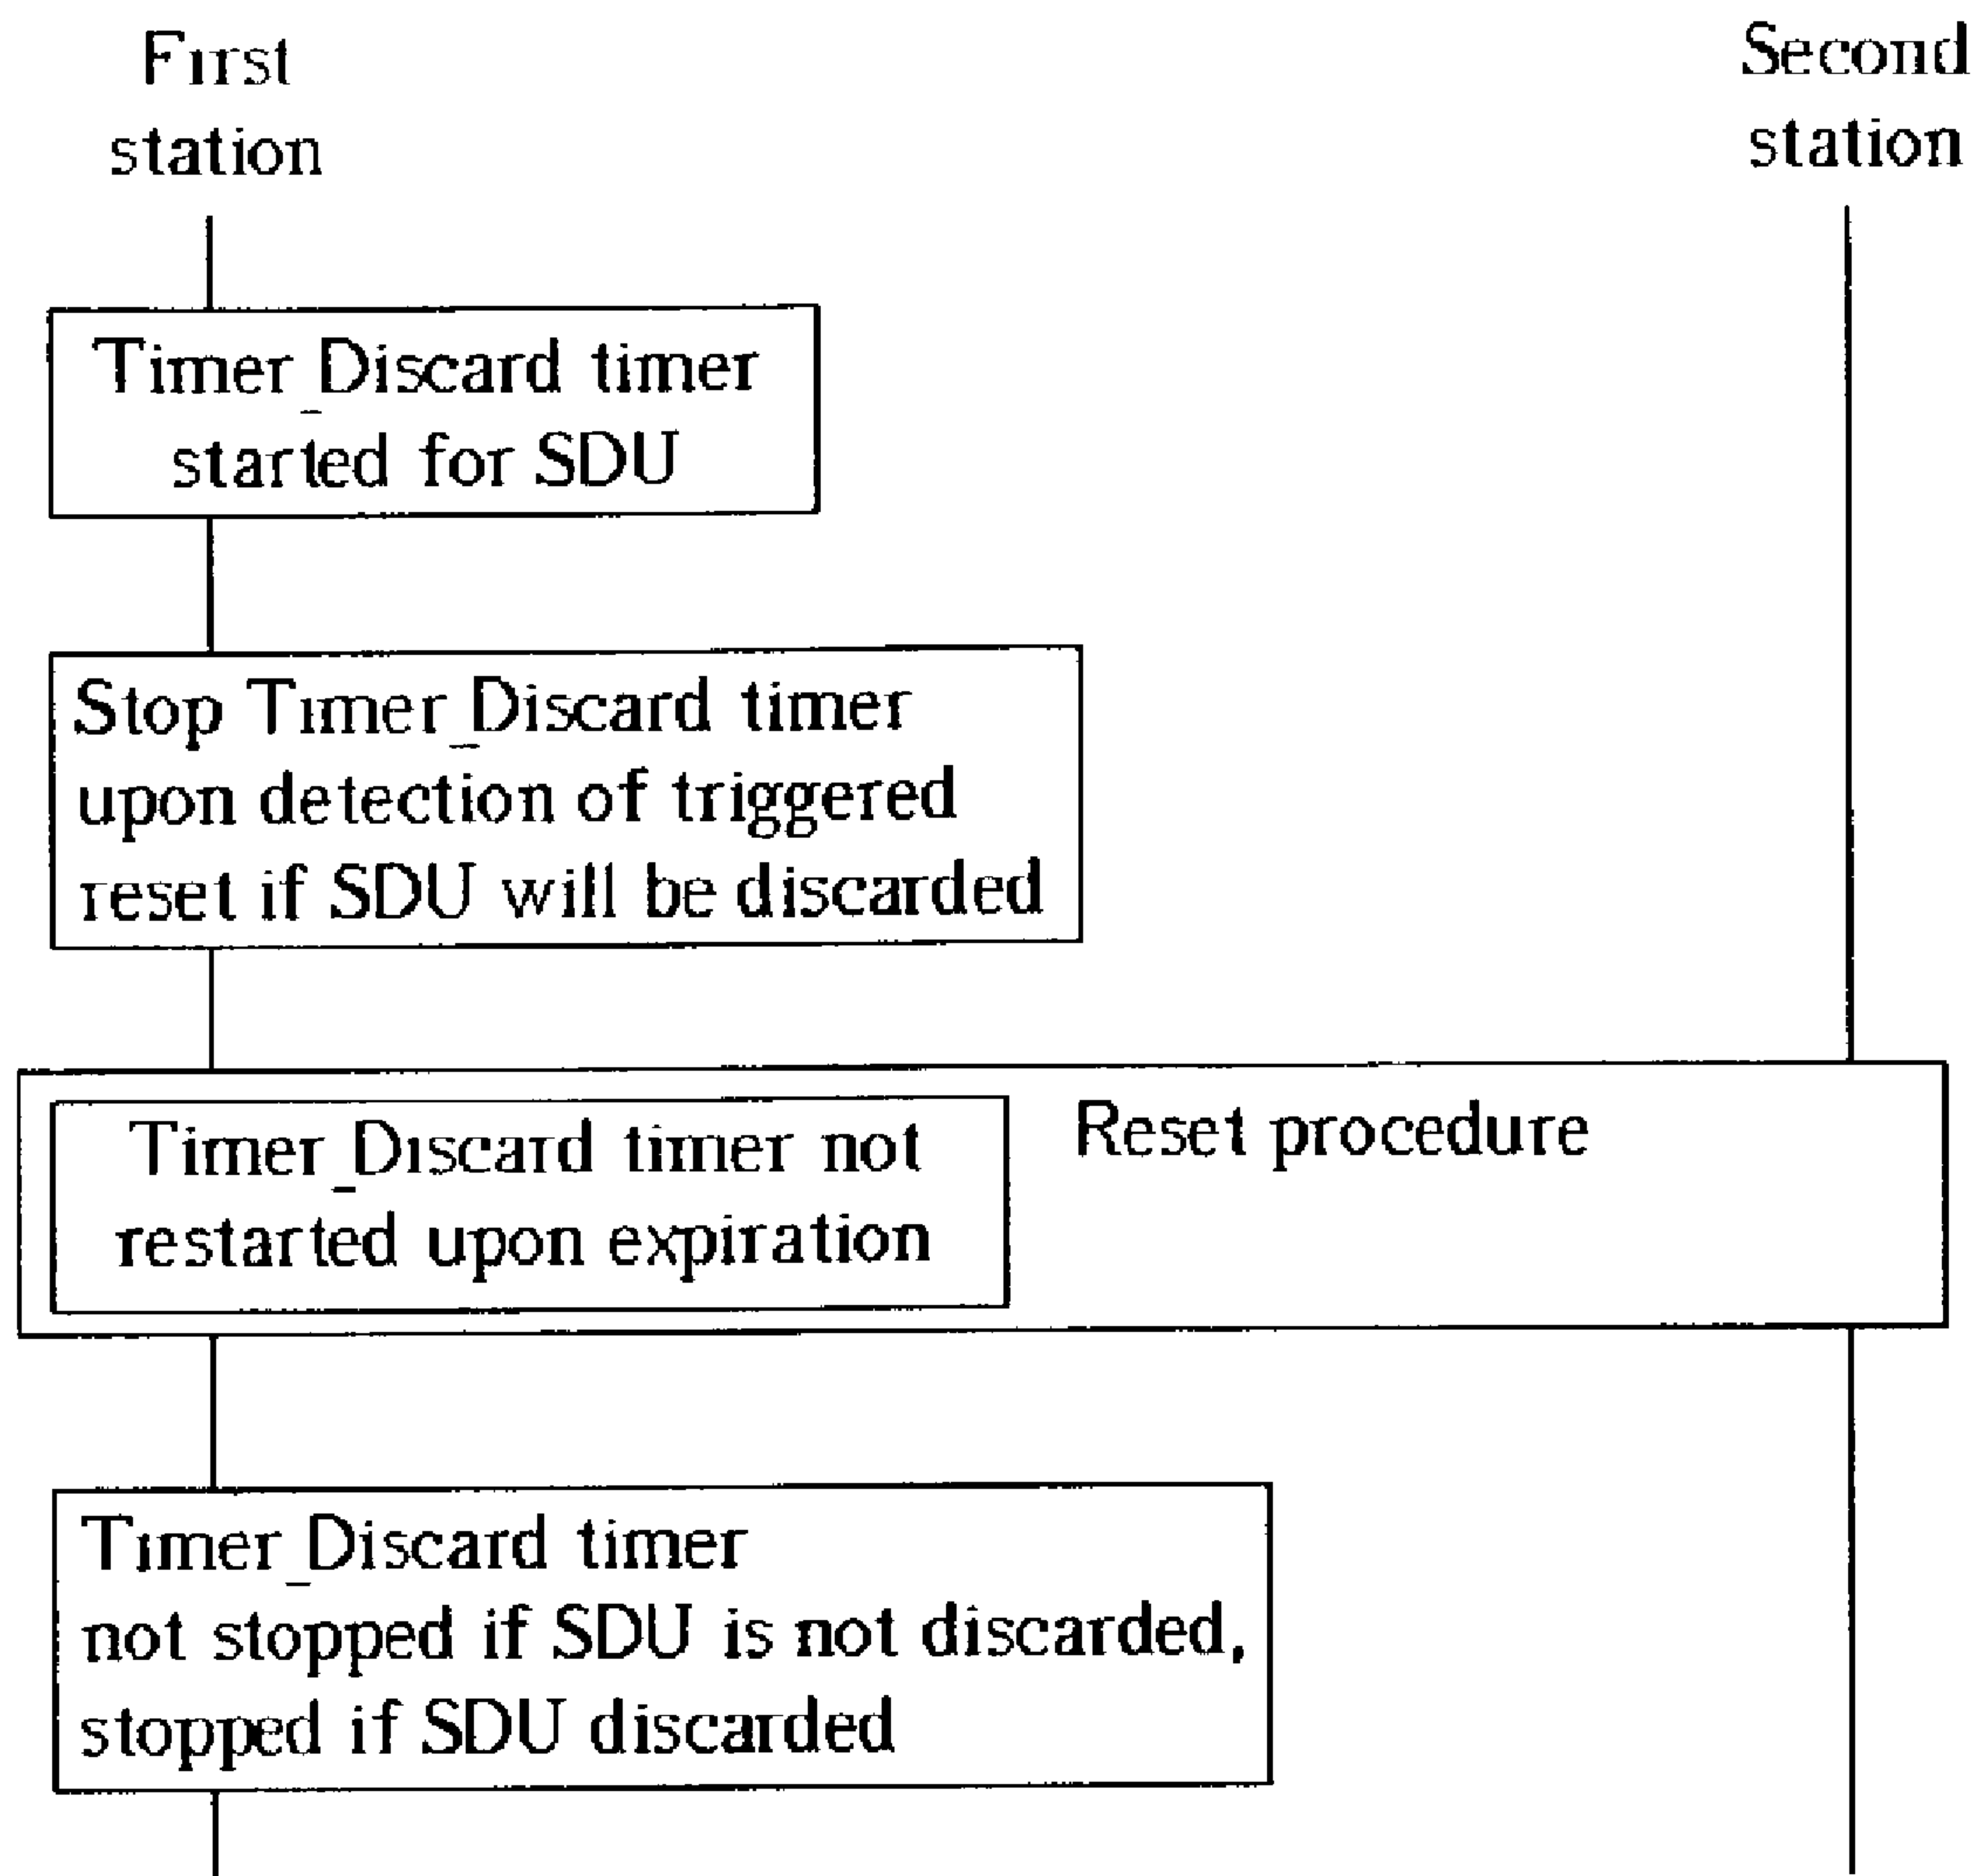 First
station
Second
station
Timer_Discard timer
started for SDU
Stop Timer_Discard timer
upon detection of triggered
reset if SDU will be discarded
Timer_Discard timer not
restarted upon expiration
Reset procedure
Timer_Discard timer
not stopped if SDU is not discarded,
stopped if SDU discarded